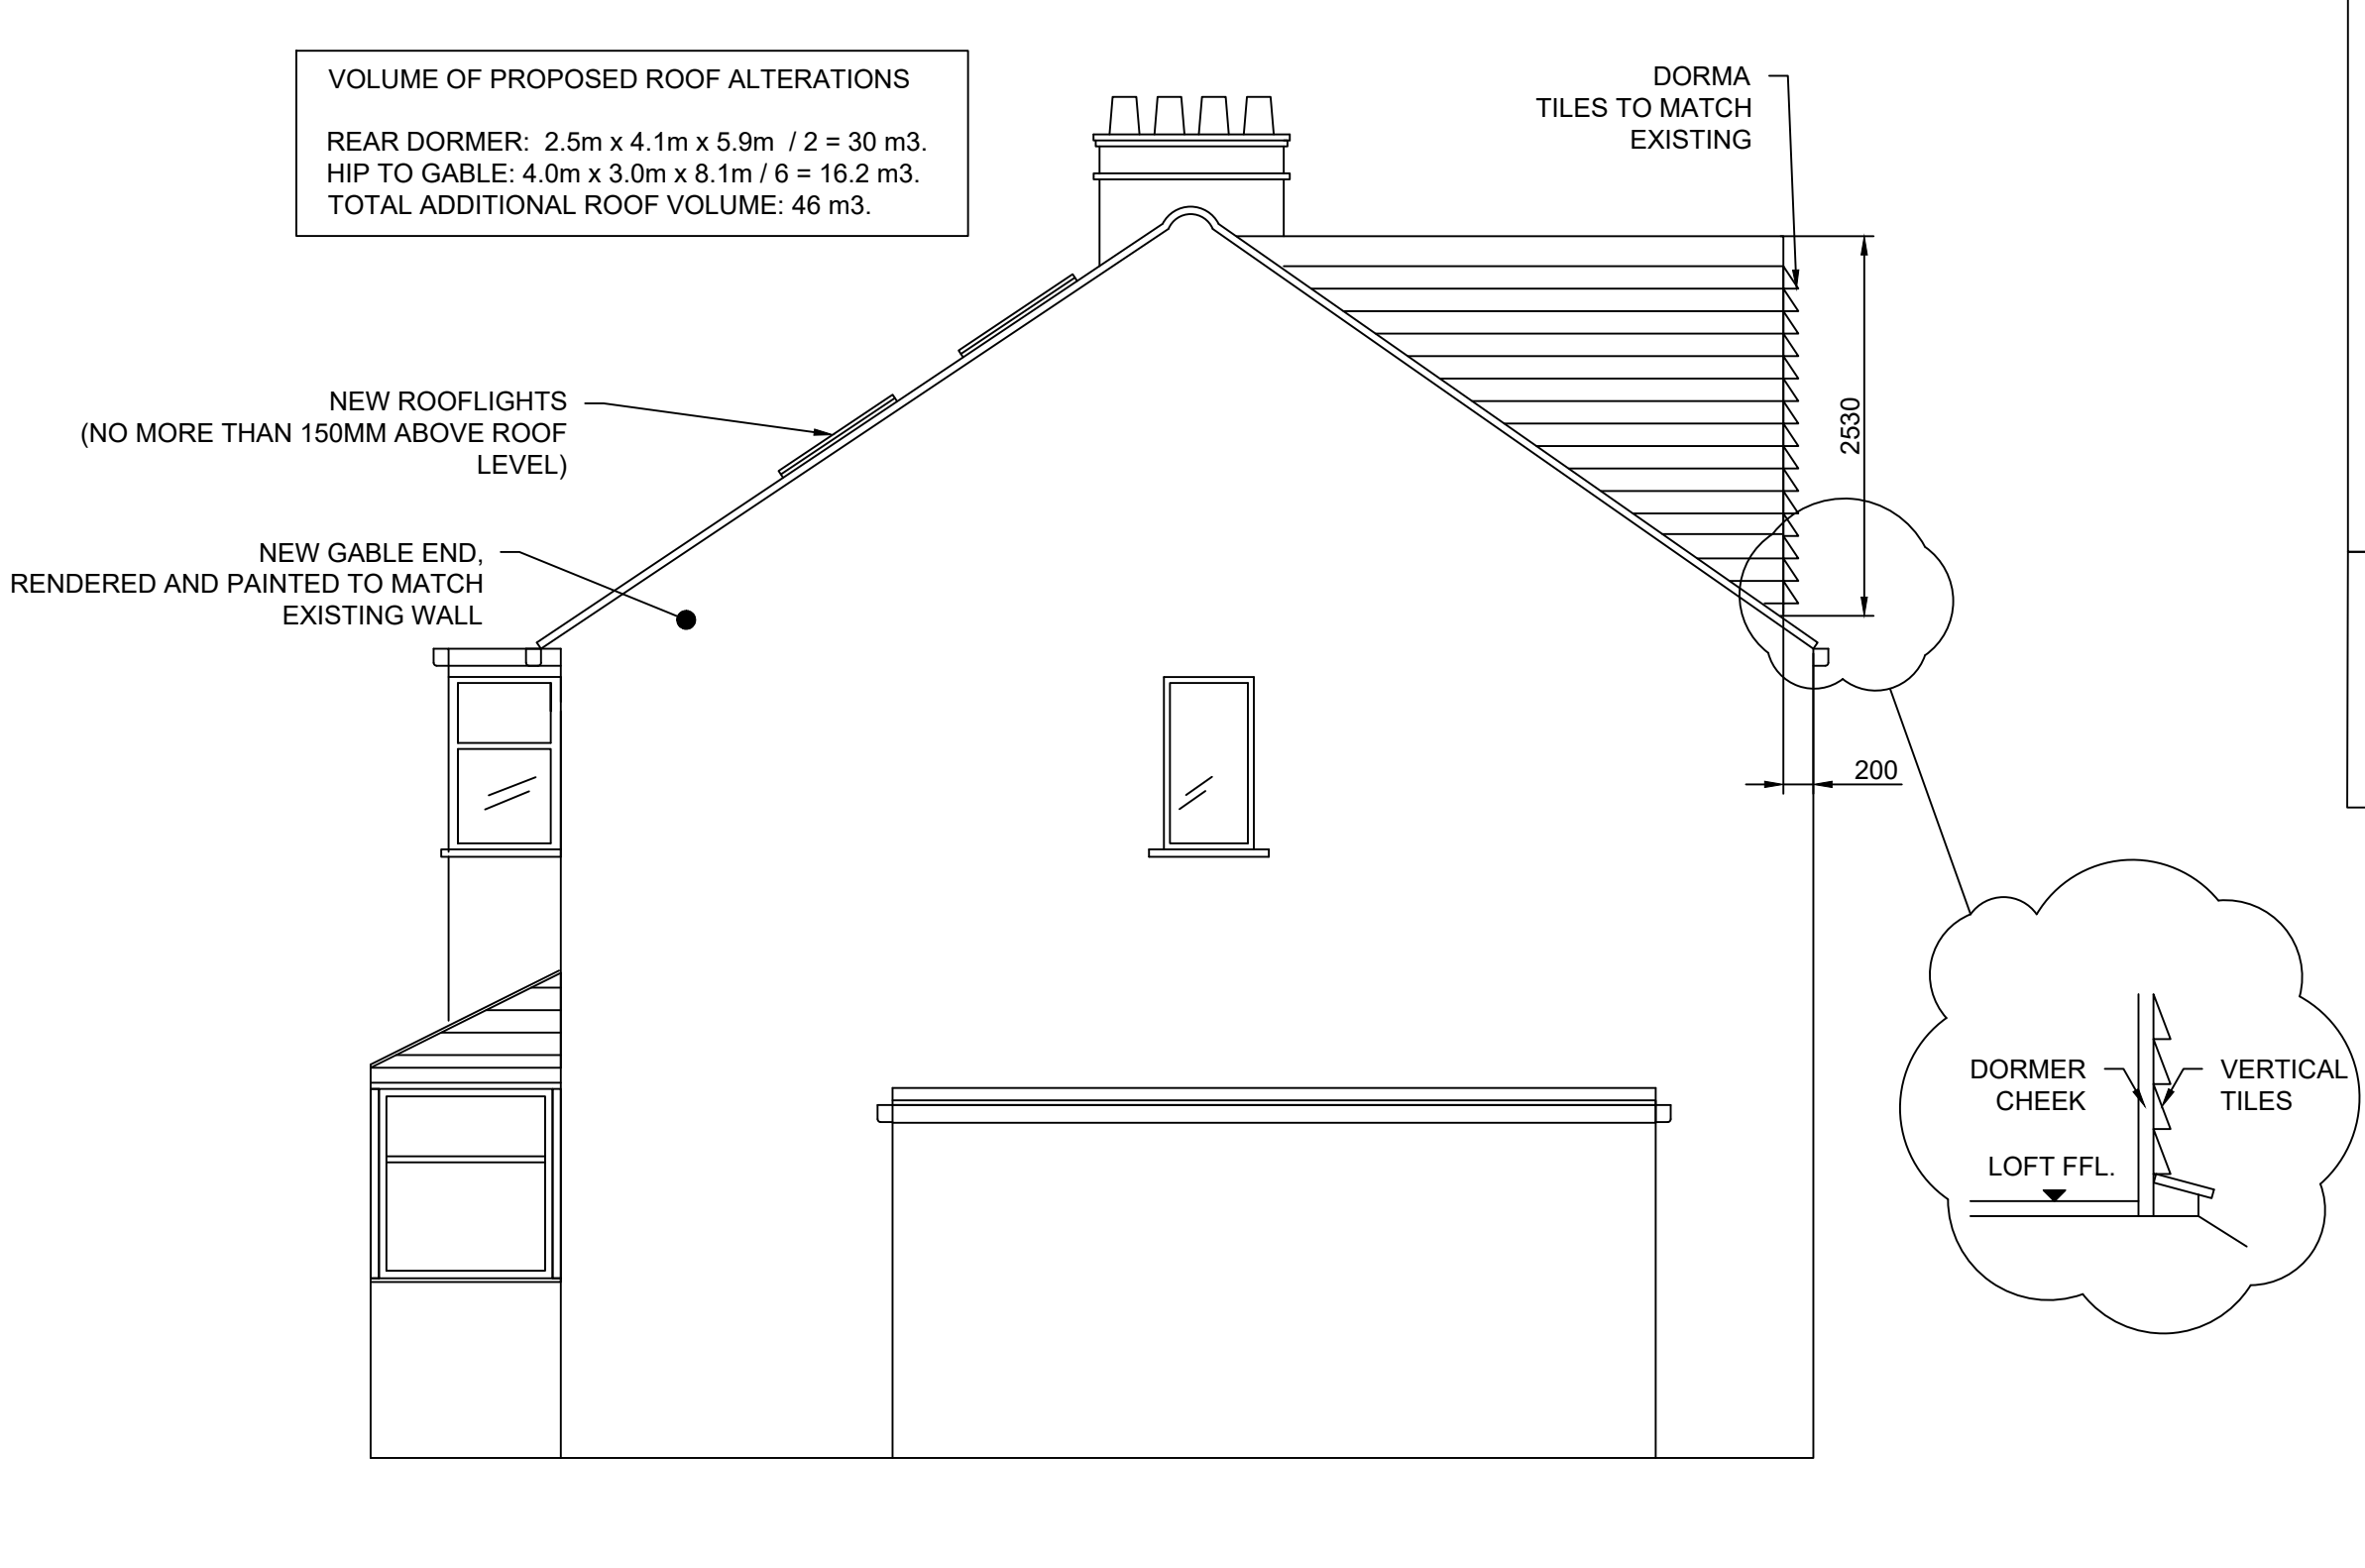 VOLUME OF PROPOSED ROOF ALTERATIONS
REAR DORMER: 2.5m x 4.1m x 5.9m / 2 = 30 m3.
HIP TO GABLE: 4.0m x 3.0m x 8.1m / 6 = 16.2 m3.
TOTAL ADDITIONAL ROOF VOLUME: 46 m3.
DORMA
TILES TO MATCH
EXISTING
NEW ROOFLIGHTS
(NO MORE THAN 150MM ABOVE ROOF
LEVEL)
2530
NEW GABLE END,
RENDERED AND PAINTED TO MATCH
EXISTING WALL
200
DORMER
CHEEK
VERTICAL
TILES
LOFT FFL.